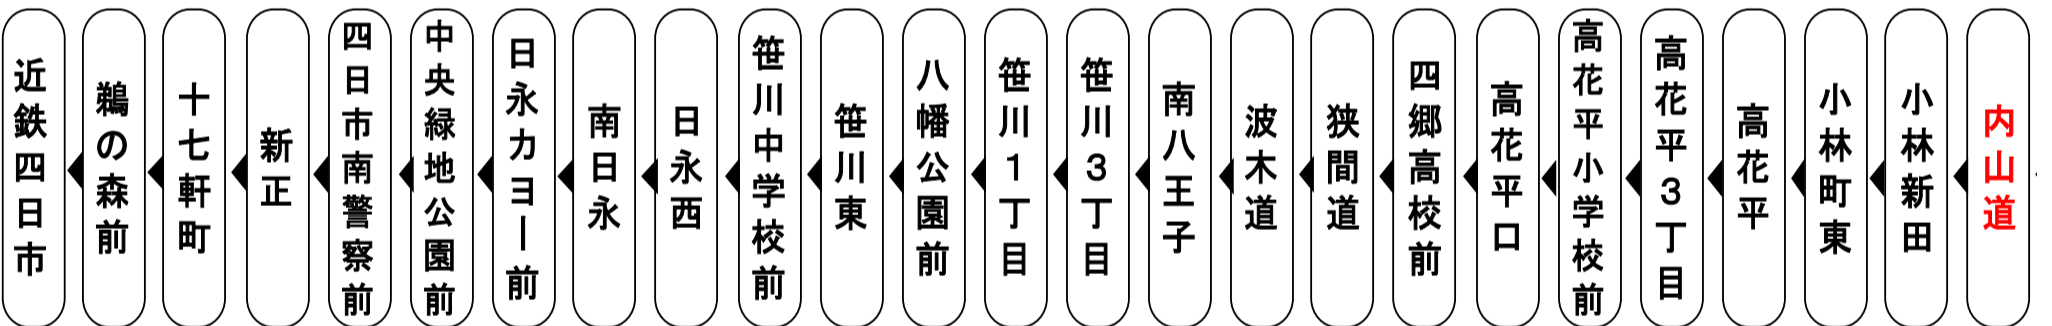 近鉄四日市
鵜の森前
十七軒町
新正
四日市南警察前
中央緑地公園前
日永カヨー前
南日永
日永西
笹川中学校前
笹川東
八幡公園前
笹川１丁目
笹川３丁目
南八王子
波木道
狭間道
四郷高校前
高花平口
高花平小学校前
高花平３丁目
高花平
小林町東
小林新田
内山道